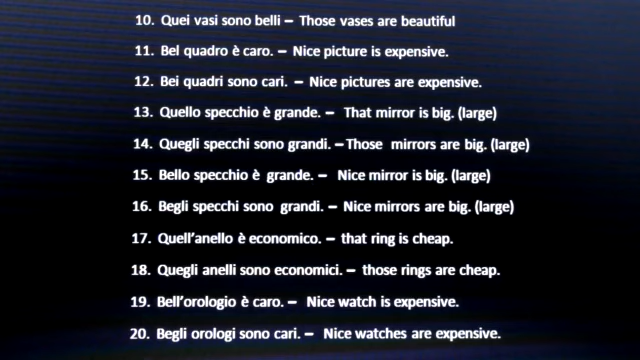 10. Quei vasi sono belli – Those vases are beautiful
11. Bel quadro è caro. – Nice picture is expensive.
12. Bei quadri sono cari. – Nice pictures are expensive.
13. Quello specchio è grande. – That mirror is big. (large)
14. Quegli specchi sono grandi. – Those mirrors are big. (large)
15. Bello specchio è grande. – Nice mirror is big. (large)
16. Begli specchi sono grandi. – Nice mirrors are big. (large)
17. Quell'anello è economico. – that ring is cheap.
18. Quegli anelli sono economici. – those rings are cheap.
19. Bell'orologio è caro. – Nice watch is expensive.
20. Begli orologi sono cari. – Nice watches are expensive.